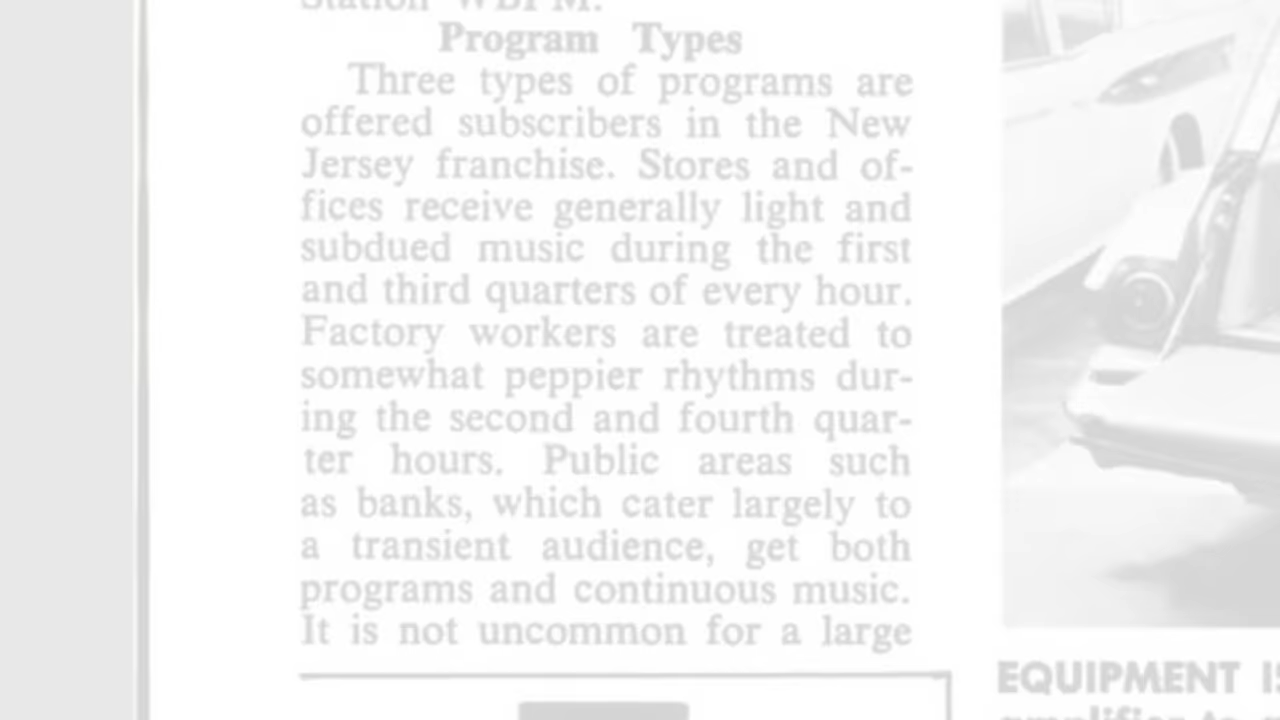 Station WBFM.
Program Types
Three types of programs are
offered subscribers in the New
Jersey franchise. Stores and of-
fices receive generally light and
subdued music during the first
and third quarters of every hour.
Factory workers are treated to
somewhat peppier rhythms dur-
ing the second and fourth quar-
ter hours. Public areas such
as banks, which cater largely to
a transient audience, get both
programs and continuous music.
It is not uncommon for a large
EQUIPMENT